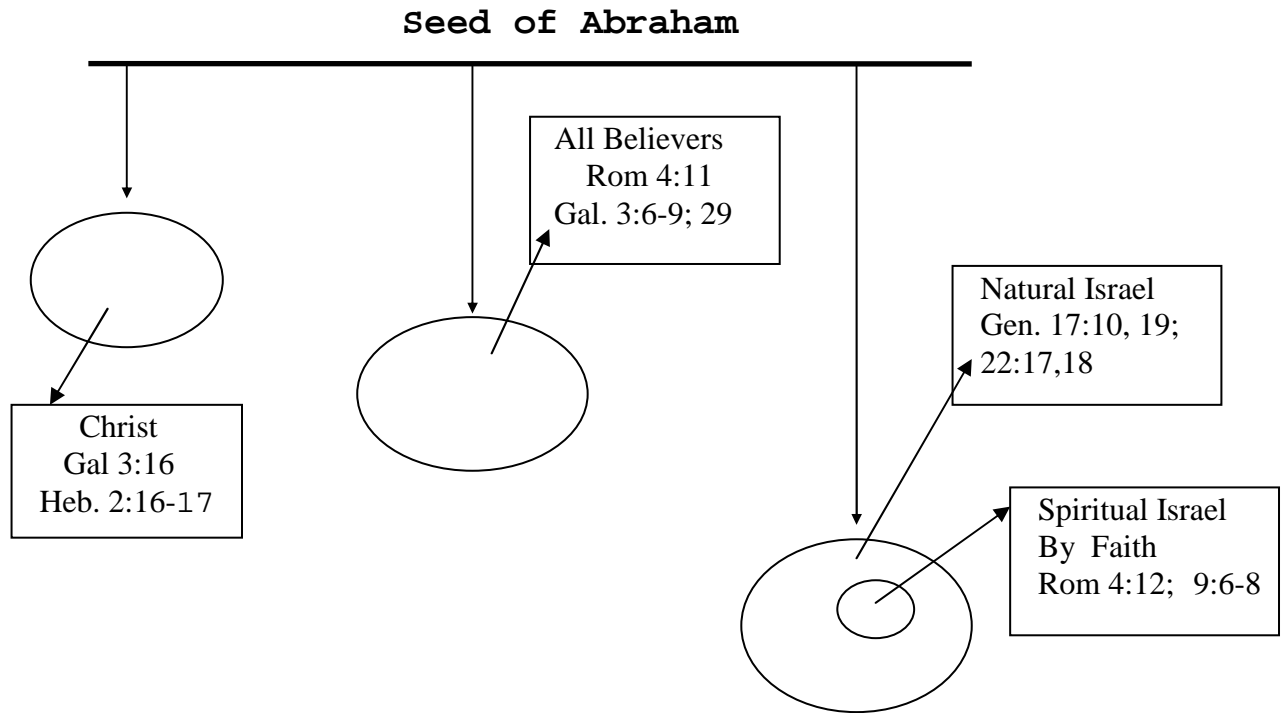 Seed of Abraham
All Believers
Rom 4:11
Gal. 3:6-9; 29
Natural Israel
Gen. 17:10, 19;
22:17,18
Christ
Gal 3:16
Heb. 2:16-17
Spiritual Israel
By Faith
Rom 4:12; 9:6-8